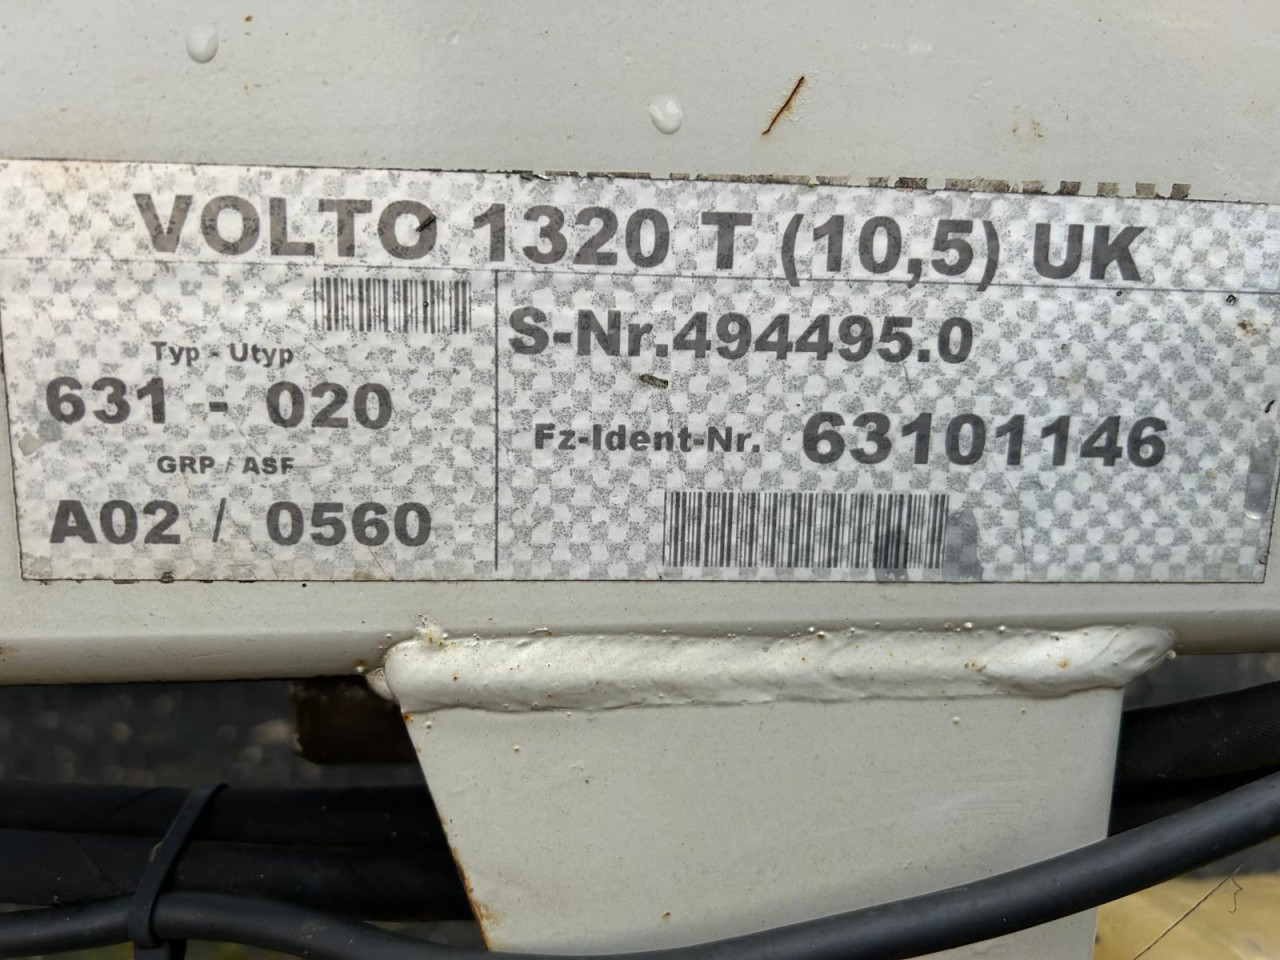 VOLTO 1320 T (10,5) UK
Typ - Utyp
631 - 020
GRP / ASF
A02 / 0560
S-Nr.494495.0
Fz-Ident-Nr. 63101146